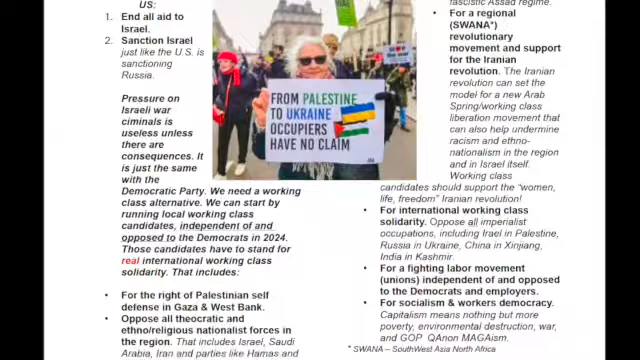 US:
1. End all aid to
Israel.
2. Sanction Israel
just like the U.S. is
sanctioning
Russia.
Pressure on
Israeli war
ciminals is
useless unless
there are
consequences. It
is just the same
with the
Democratic Party. We need a working
class alternative. We can start by
running local working class
candidates, independent of and
opposed to the Democrats in 2024.
Those candidates have to stand for
real international working class
solidarity. That includes:
• For the right of Palestinian self
defense in Gaza & West Bank.
• Oppose all theocratic and
ethno/religious nationalist forces in
the region. That includes Israel, Saudi
Arabia, Iran and parties like Hamas and
FROM PALESTINE
TO UKRAINE
OCCUPIERS
HAVE NO CLAIM
fascistic Assad regime.
• For a regional
(SWANA*)
revolutionary
movement and support
for the Iranian
revolution. The Iranian
revolution can set the
model for a new Arab
Spring/working class
liberation movement that
can also help undermine
racism and ethno-
nationalism in the region
and in Israel itself.
Working class
candidates should support the "women,
life, freedom" Iranian revolution!
• For international working class
solidarity. Oppose all imperialist
occupations, including Irael in Palestine,
Russia in Ukraine, China in Xinjiang,
India in Kashmir.
• For a fighting labor movement
(unions) independent of and opposed
to the Democrats and employers.
• For socialism & workers democracy.
Capitalism means nothing but more
poverty, environmental destruction, war,
and GOP QAnon MAGAism.
* SWANA – SouthWest Asia North Africa